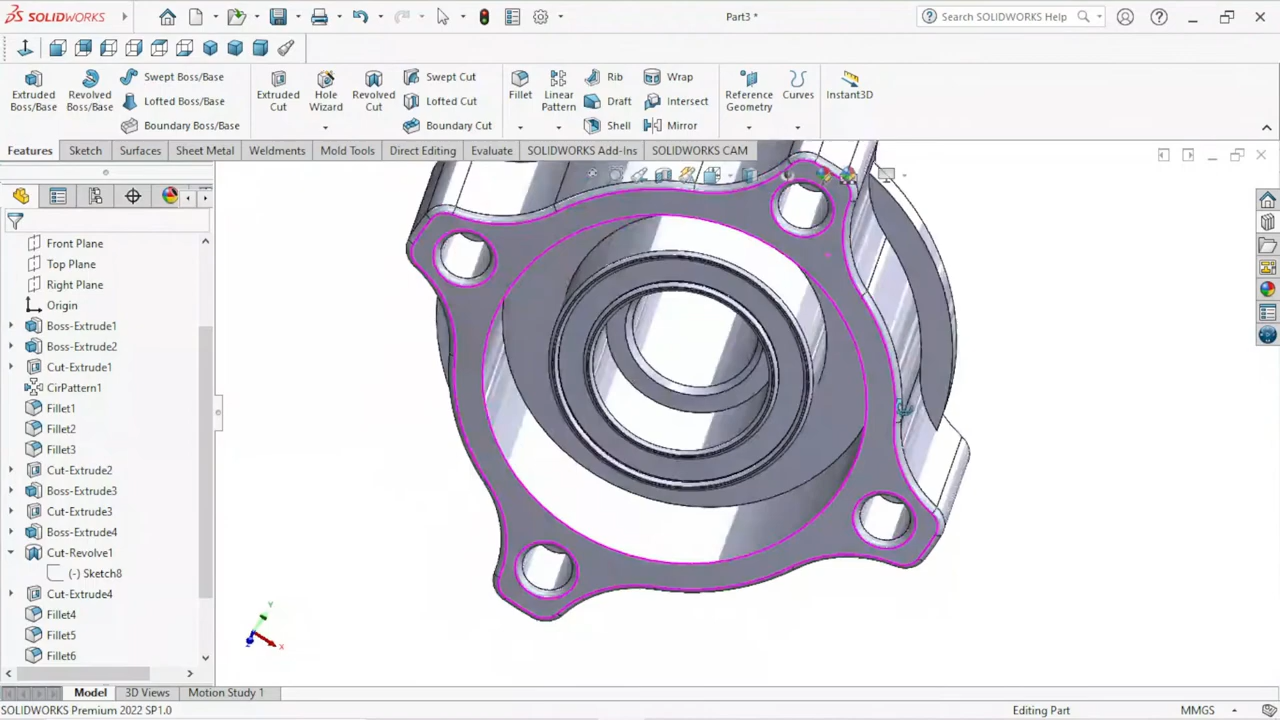 SOLIDWORKS
Part3 *
Search SOLIDWORKS Help
Extruded Boss/Base
Revolved Boss/Base
Swept Boss/Base
Lofted Boss/Base
Boundary Boss/Base
Extruded Cut
Hole Wizard
Revolved Cut
Swept Cut
Lofted Cut
Boundary Cut
Fillet
Linear Pattern
Rib
Draft
Shell
Wrap
Intersect
Mirror
Reference Geometry
Curves
Instant3D
Features
Sketch
Surfaces
Sheet Metal
Weldments
Mold Tools
Direct Editing
Evaluate
SOLIDWORKS Add-Ins
SOLIDWORKS CAM
Front Plane
Top Plane
Right Plane
Origin
Boss-Extrude1
Boss-Extrude2
Cut-Extrude1
CirPattern1
Fillet1
Fillet2
Fillet3
Cut-Extrude2
Boss-Extrude3
Cut-Extrude3
Boss-Extrude4
Cut-Revolve1
(-) Sketch8
Cut-Extrude4
Fillet4
Fillet5
Fillet6
Y
X
Z
Model
3D Views
Motion Study 1
SOLIDWORKS Premium 2022 SP1.0
Editing Part
MMGS